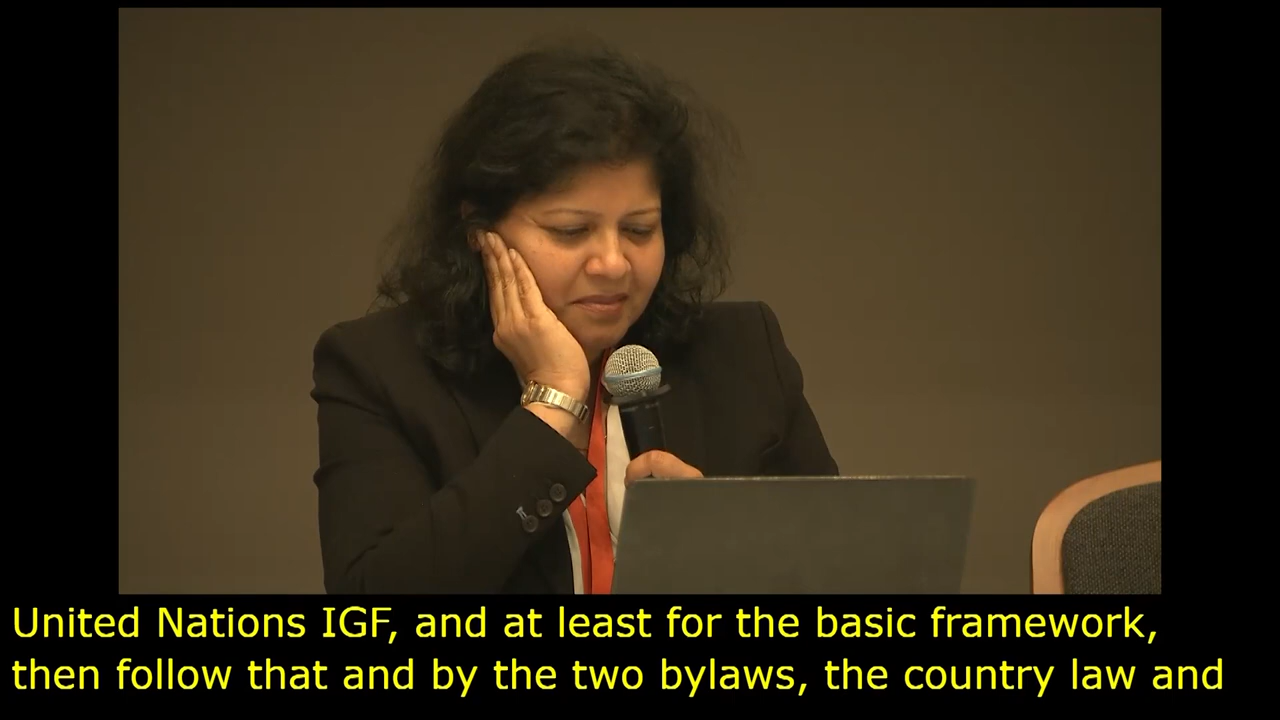 United Nations IGF, and at least for the basic framework,
then follow that and by the two bylaws, the country law and